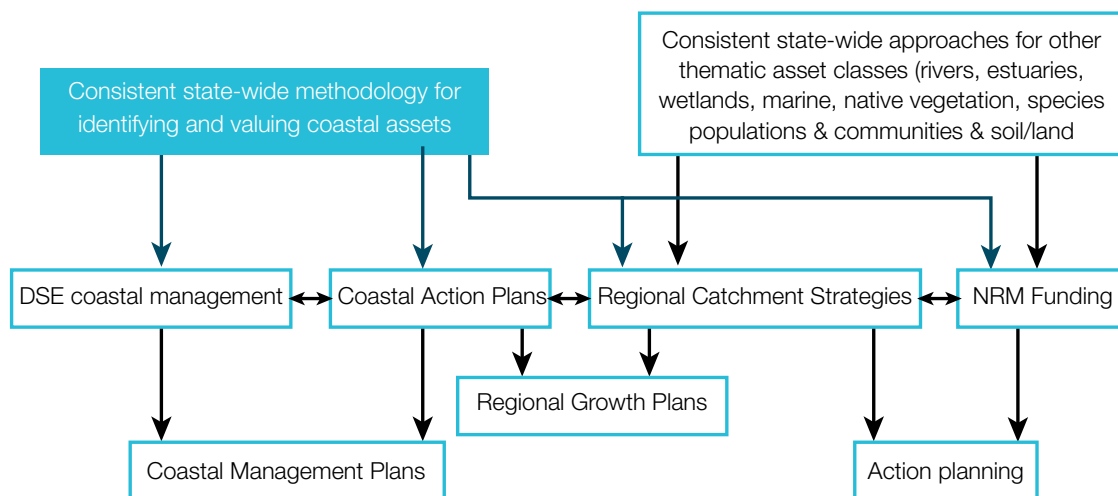 Consistent state-wide methodology for
identifying and valuing coastal assets
Consistent state-wide approaches for other
thematic asset classes (rivers, estuaries,
wetlands, marine, native vegetation, species
populations & communities & soil/land
DSE coastal management
Coastal Action Plans
Regional Catchment Strategies
NRM Funding
Regional Growth Plans
Coastal Management Plans
Action planning